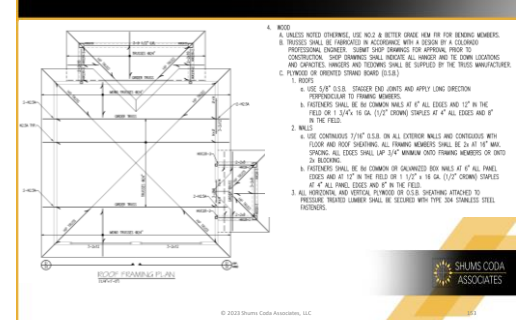 4. WOOD
A. UNLESS NOTED OTHERWISE, USE NO.2 & BETTER GRADE HEM FIR FOR BENDING MEMBERS.
B. TRUSSES SHALL BE FABRICATED IN ACCORDANCE WITH A DESIGN BY A COLORADO
PROFESSIONAL ENGINEER. SUBMIT SHOP DRAWINGS FOR APPROVAL PRIOR TO
CONSTRUCTION. SHOP DRAWINGS SHALL INDICATE ALL HANGER AND TIE DOWN LOCATIONS
AND CAPACITIES. HANGERS AND TIEDOWNS SHALL BE SUPPLIED BY THE TRUSS MANUFACTURER.
C. PLYWOOD OR ORIENTED STRAND BOARD (O.S.B.)
1. ROOFS
a. USE 5/8" O.S.B. STAGGER END JOINTS AND APPLY LONG DIRECTION
PERPENDICULAR TO FRAMING MEMBERS.
b. FASTENERS SHALL BE 8d COMMON NAILS AT 6" ALL EDGES AND 12" IN THE
FIELD OR 1 3/4"x 16 GA. (1/2" CROWN) STAPLES AT 4" ALL EDGES AND 8"
IN THE FIELD.
2. WALLS
a. USE CONTINUOUS 7/16" O.S.B. ON ALL EXTERIOR WALLS AND CONTIGUOUS WITH
FLOOR AND ROOF SHEATHING. ALL FRAMING MEMBERS SHALL BE 2x AT 16" MAX.
SPACING. ALL EDGES SHALL LAP 3/4" MINIMUM ONTO FRAMING MEMBERS OR ONTO
2x BLOCKING.
b. FASTENERS SHALL BE 8d COMMON OR GALVANIZED BOX NAILS AT 6" ALL PANEL
EDGES AND AT 12" IN THE FIELD OR 1 1/2" x 16 GA. (1/2" CROWN) STAPLES
AT 4" ALL PANEL EDGES AND 8" IN THE FIELD.
3. ALL HORIZONTAL AND VERTICAL PLYWOOD OR O.S.B. SHEATHING ATTACHED TO
PRESSURE TREATED LUMBER SHALL BE SECURED WITH TYPE 304 STAINLESS STEEL
FASTENERS.
ROOF FRAMING PLAN
SHUMS CODA
ASSOCIATES
© 2023 Shums Coda Associates, LLC
153